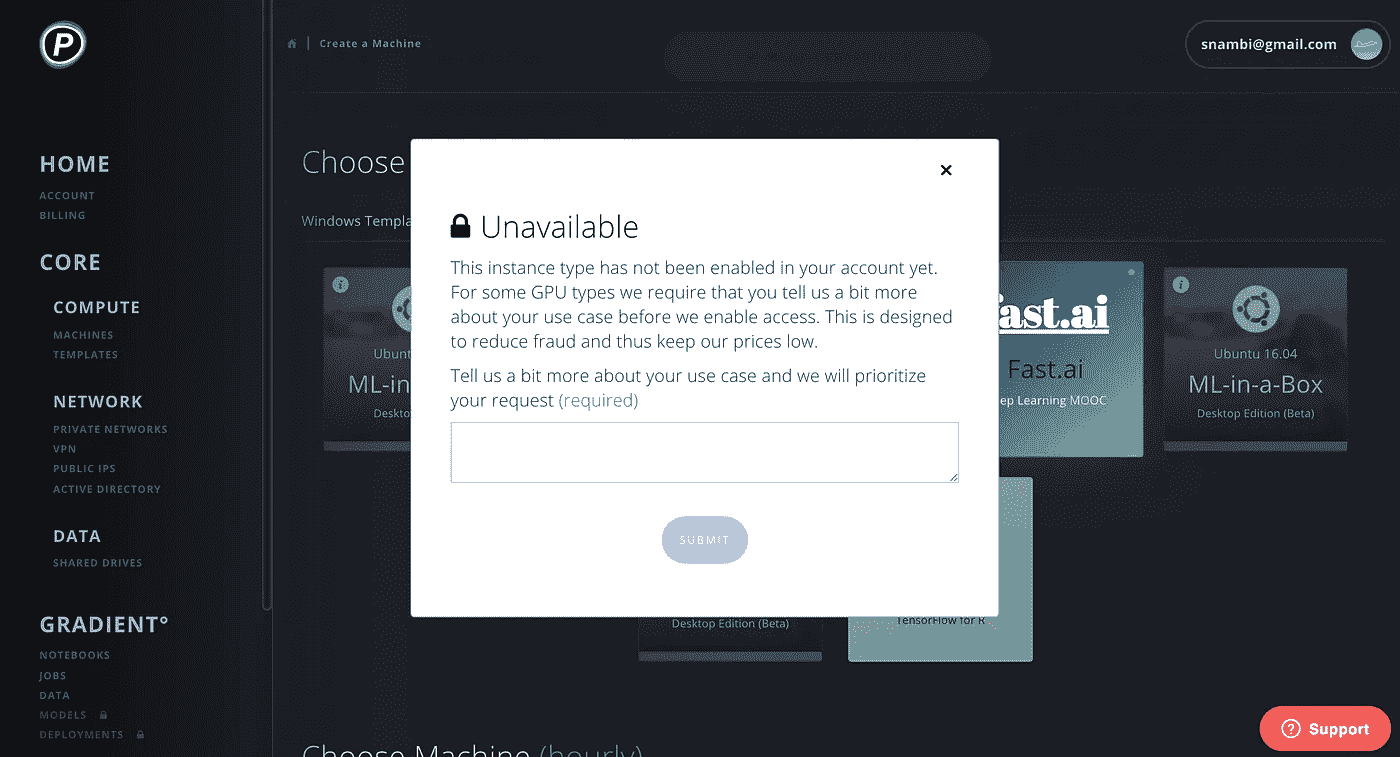 P
Create a Machine
snambi@gmail.com
HOME
ACCOUNT
BILLING
CORE
COMPUTE
MACHINES
TEMPLATES
NETWORK
PRIVATE NETWORKS
VPN
PUBLIC IPS
ACTIVE DIRECTORY
DATA
SHARED DRIVES
GRADIENT°
NOTEBOOKS
JOBS
DATA
MODELS
DEPLOYMENTS
Choose
Windows Templa
Unavailable
This instance type has not been enabled in your account yet.
For some GPU types we require that you tell us a bit more
about your use case before we enable access. This is designed
to reduce fraud and thus keep our prices low.
Tell us a bit more about your use case and we will prioritize
your request (required)
SUBMIT
Ubunt
ML-in
Deskto
ast.ai
Fast.ai
ep Learning MOOC
Ubuntu 16.04
ML-in-a-Box
Desktop Edition (Beta)
Desktop Edition (Beta)
TensorFlow for R
Choose Machine (hourly)
Support